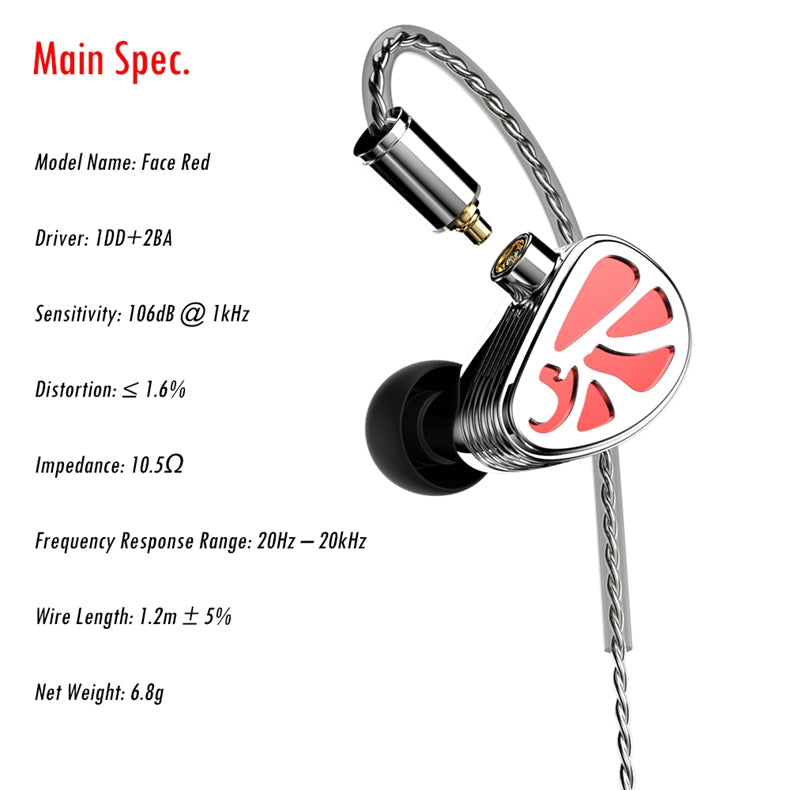 Main Spec.
Model Name: Face Red
Driver: 1DD+2BA
Sensitivity: 106dB @ 1kHz
Distortion: ≤ 1.6%
Impedance: 10.5Ω
Frequency Response Range: 20Hz – 20kHz
Wire Length: 1.2m ± 5%
Net Weight: 6.8g